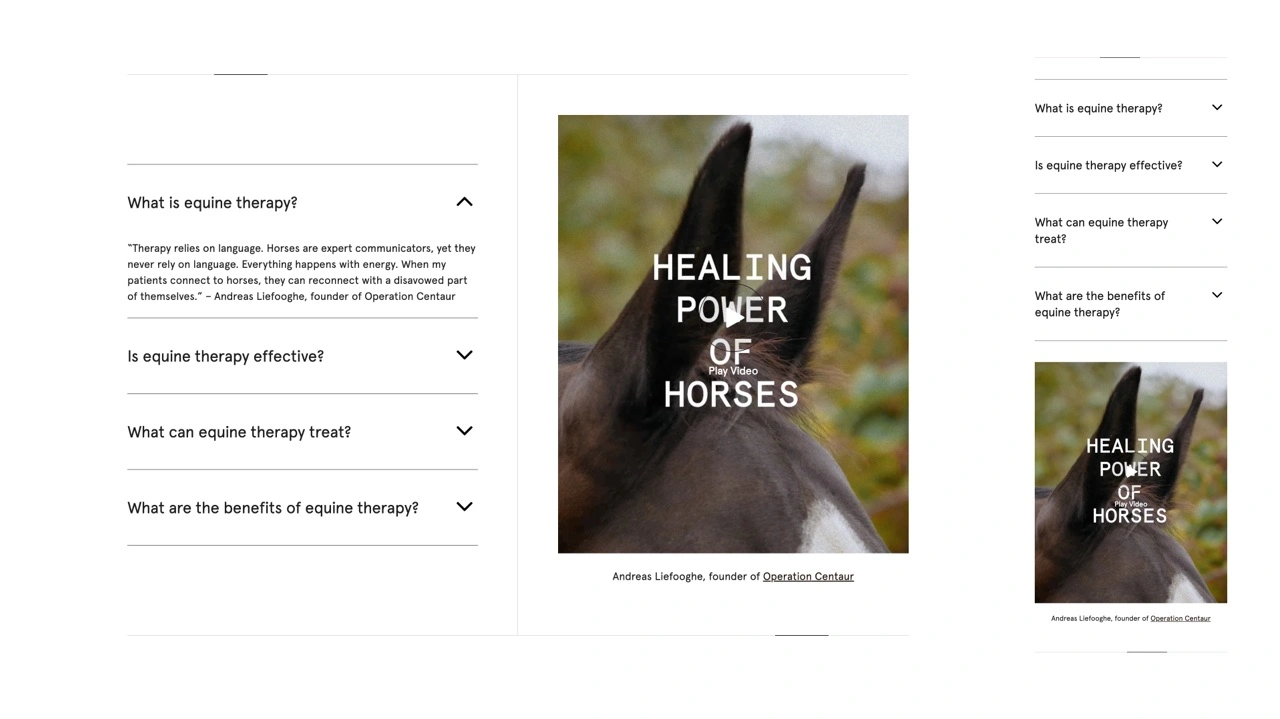 What is equine therapy?
“Therapy relies on language. Horses are expert communicators, yet they
never rely on language. Everything happens with energy. When my
patients connect to horses, they can reconnect with a disavowed part
of themselves.” – Andreas Liefooghe, founder of Operation Centaur
Is equine therapy effective?
What can equine therapy treat?
What are the benefits of equine therapy?
HEALING
POWER
OF
Play Video
HORSES
Andreas Liefooghe, founder of Operation Centaur
What is equine therapy?
Is equine therapy effective?
What can equine therapy
treat?
What are the benefits of
equine therapy?
HEALING
POWER
OF
Play Video
HORSES
Andreas Liefooghe, founder of Operation Centaur